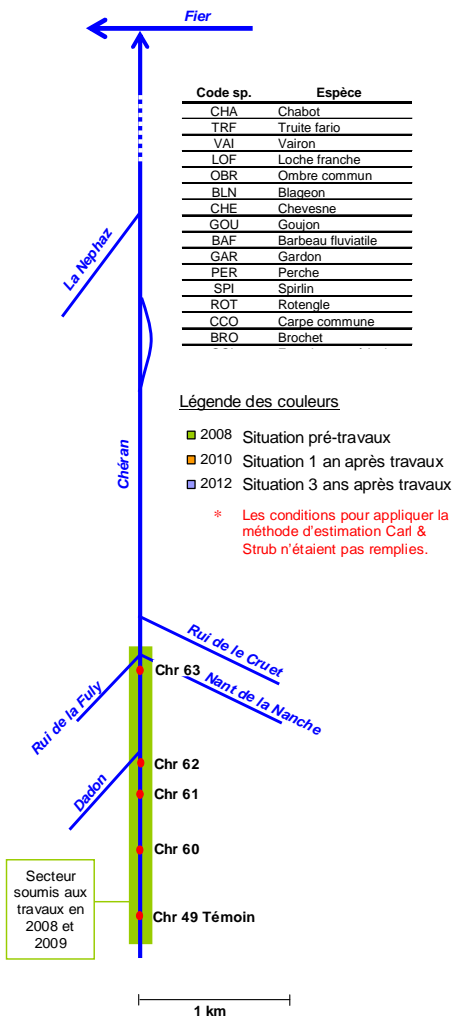 Fier
Code sp. Espèce
CHA Chabot
TRF Truite fario
VAI Vairon
LOF Loche franche
OBR Ombre commun
BLN Blageon
CHE Chevesne
GOU Goujon
BAF Barbeau fluviatile
GAR Gardon
PER Perche
SPI Spirlin
ROT Rotengle
CCO Carpe commune
BRO Brochet
La Nephaz
Légende des couleurs
2008 Situation pré-travaux
2010 Situation 1 an après travaux
2012 Situation 3 ans après travaux
* Les conditions pour appliquer la
méthode d'estimation Carl &
Strub n'étaient pas remplies.
Chéran
Rui de le Cruet
Nant de la Nanche
Chr 63
Rui de la Fuly
Chr 62
Chr 61
Dadon
Chr 60
Secteur
soumis aux
travaux en
2008 et
2009
Chr 49 Témoin
1 km